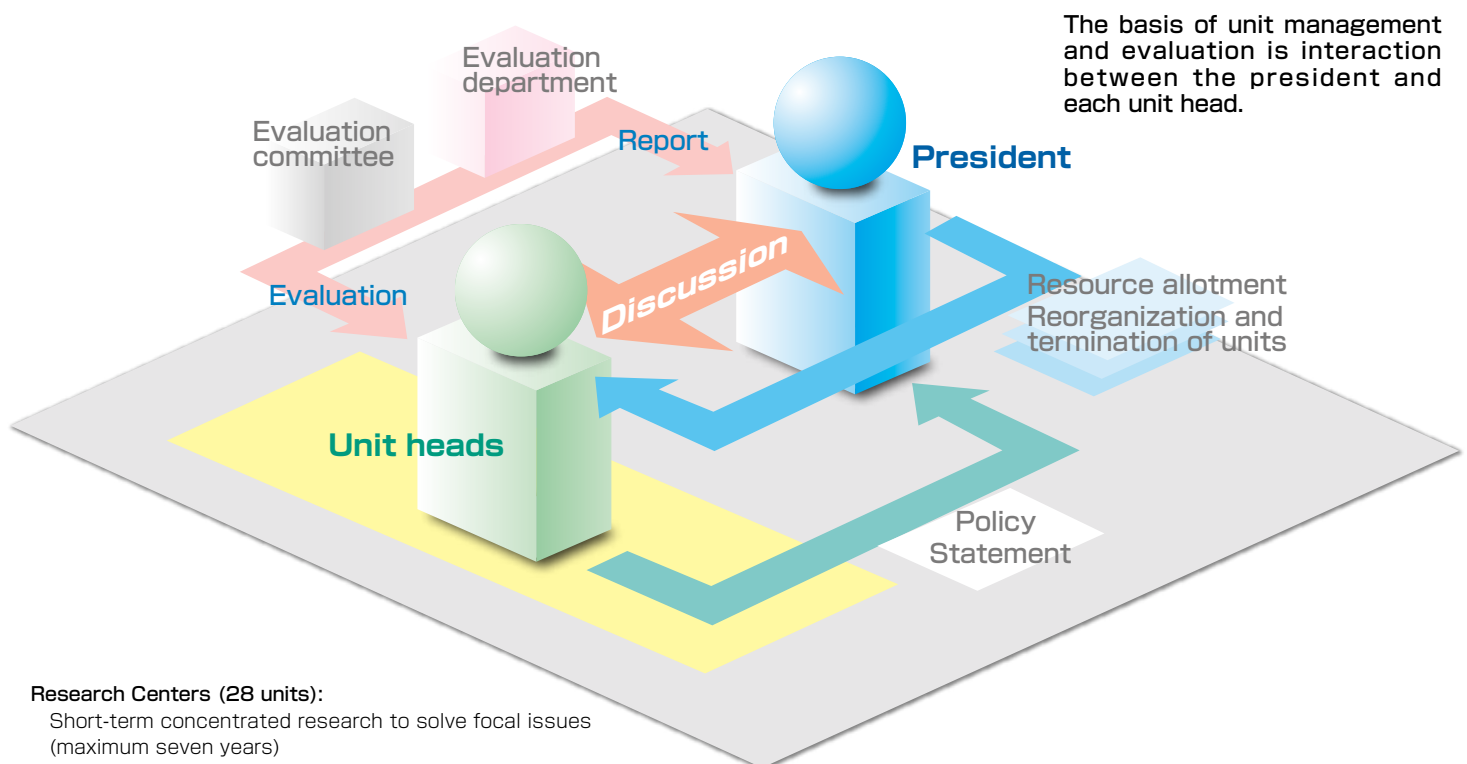 The basis of unit management
and evaluation is interaction
between the president and
each unit head.
Evaluation
department
Evaluation
committee
Report
President
Discussion
Evaluation
Resource allotment
Reorganization and
termination of units
Unit heads
Policy
Statement
Research Centers (28 units):
Short-term concentrated research to solve focal issues
(maximum seven years)